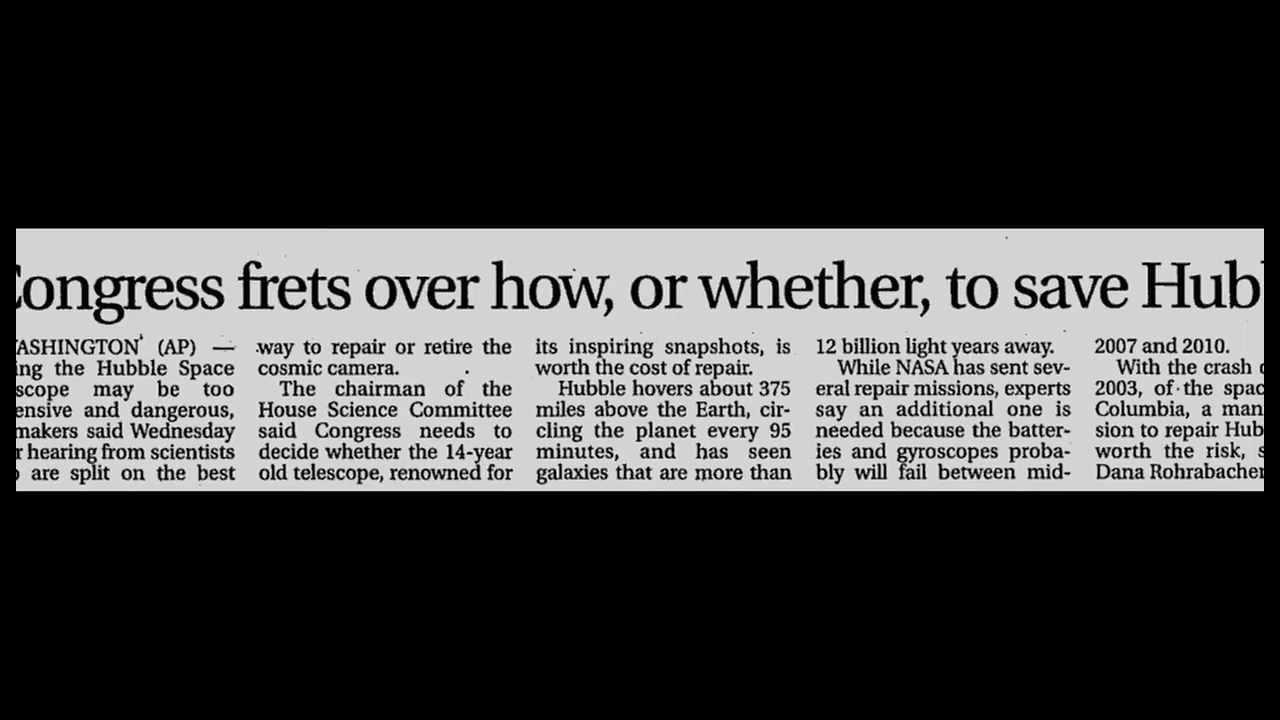 Congress frets over how, or whether, to save Hub
WASHINGTON (AP) —
ing the Hubble Space
scope may be too
ensive and dangerous,
makers said Wednesday
r hearing from scientists
are split on the best
way to repair or retire the
cosmic camera.
The chairman of the
House Science Committee
said Congress needs to
decide whether the 14-year
old telescope, renowned for
its inspiring snapshots, is
worth the cost of repair.
Hubble hovers about 375
miles above the Earth, cir-
cling the planet every 95
minutes, and has seen
galaxies that are more than
12 billion light years away.
While NASA has sent sev-
eral repair missions, experts
say an additional one is
needed because the batter-
ies and gyroscopes proba-
bly will fail between mid-
2007 and 2010.
With the crash
2003, of the spac
Columbia, a man
sion to repair Hub
worth the risk, s
Dana Rohrabacher